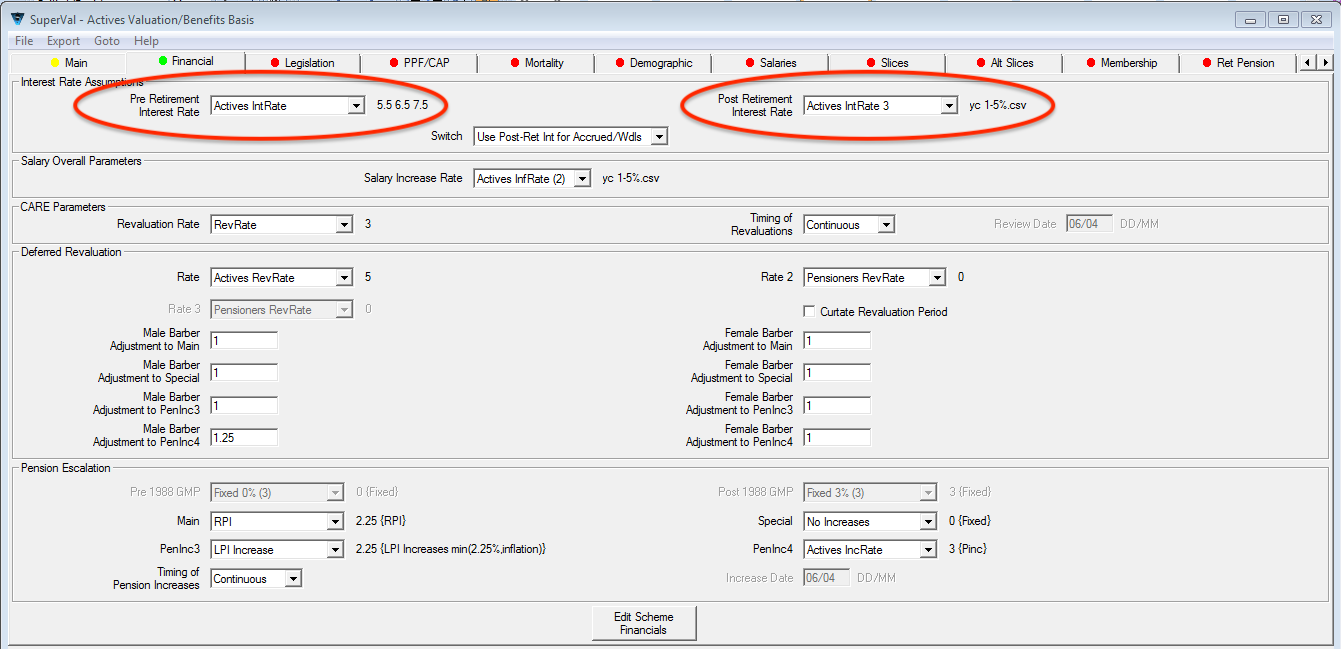 SuperVal - Actives Valuation/Benefits Basis
File Export Goto Help
Main Financial Legislation PPF/CAP Mortality Demographic Salaries Slices Alt Slices Membership Ret Pension
Interest Rate Assumptions
Pre Retirement
Interest Rate
Actives IntRate
5.5 6.5 7.5
Post Retirement
Interest Rate
Actives IntRate 3
yc 1-5%.csv
Switch Use Post-Ret Int for Accrued/Wdls
Salary Overall Parameters
Salary Increase Rate Actives InfRate (2) yc 1-5%.csv
CARE Parameters
Revaluation Rate RevRate 3
Timing of
Revaluations
Continuous
Review Date 06/04 DD/MM
Deferred Revaluation
Rate Actives RevRate 5 Rate 2 Pensioners RevRate 0
Rate 3 Pensioners RevRate 0 Curtate Revaluation Period
Male Barber
Adjustment to Main
1
Female Barber
Adjustment to Main
1
Male Barber
Adjustment to Special
1
Female Barber
Adjustment to Special
1
Male Barber
Adjustment to PenInc3
1
Female Barber
Adjustment to PenInc3
1
Male Barber
Adjustment to PenInc4
1.25
Female Barber
Adjustment to PenInc4
1
Pension Escalation
Pre 1988 GMP Fixed 0% (3) 0 {Fixed} Post 1988 GMP Fixed 3% (3) 3 {Fixed}
Main RPI 2.25 {RPI} Special No Increases 0 {Fixed}
PenInc3 LPI Increase 2.25 {LPI Increases min(2.25%,inflation)} PenInc4 Actives IncRate 3 {Pinc}
Timing of
Pension Increases
Continuous
Increase Date 06/04 DD/MM
Edit Scheme
Financials